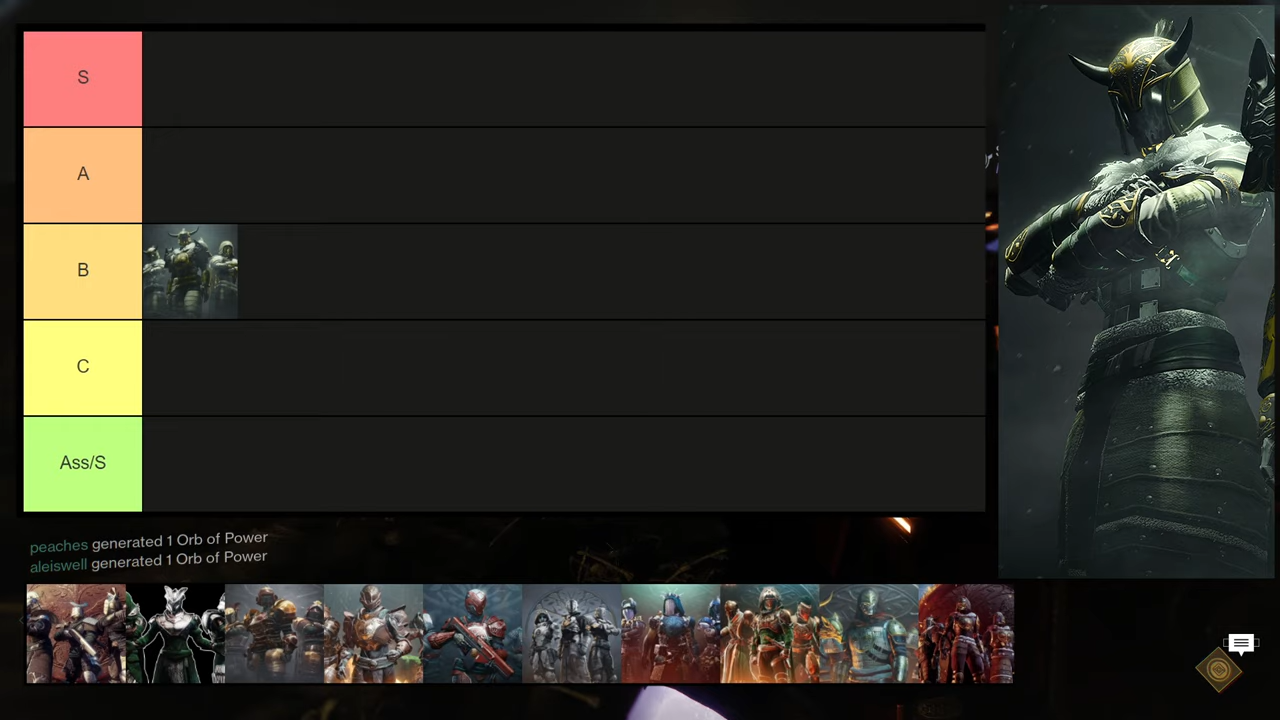 S
A
B
C
Ass/S
peaches generated 1 Orb of Power
aleiswell generated 1 Orb of Power